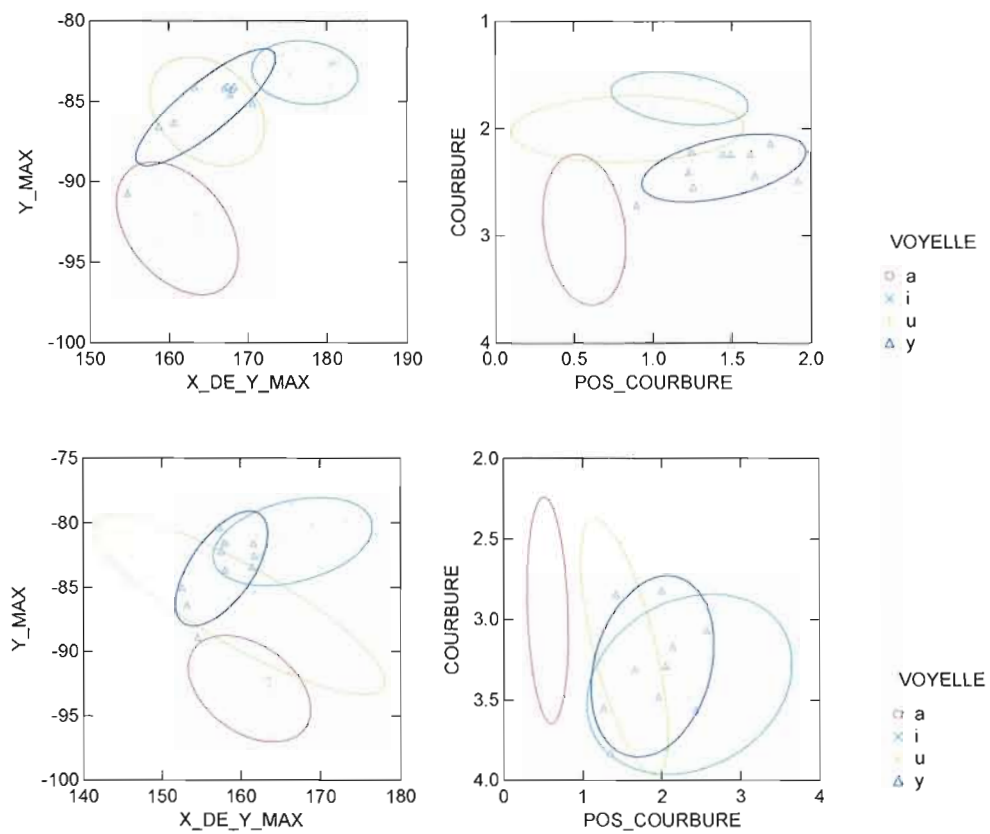 -80
-85
-90
-95
-100
150 160 170 180 190
Y_MAX
X_DE_Y_MAX
1
2
3
4
0.0 0.5 1.0 1.5 2.0
COURBURE
POS_COURBURE
VOYELLE
a
i
u
y
-75
-80
-85
-90
-95
-100
140 150 160 170 180
Y_MAX
X_DE_Y_MAX
2.0
2.5
3.0
3.5
4.0
0 1 2 3 4
COURBURE
POS_COURBURE
VOYELLE
a
i
u
y